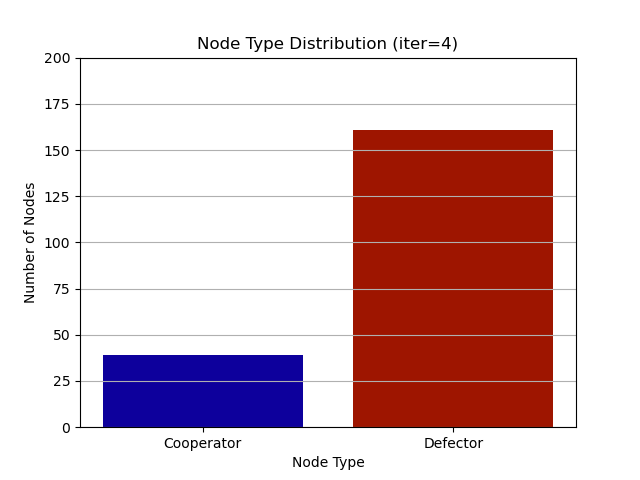 Node Type Distribution (iter=4)
200
175
150
125
100
75
50
25
0
Number of Nodes
Cooperator Defector
Node Type